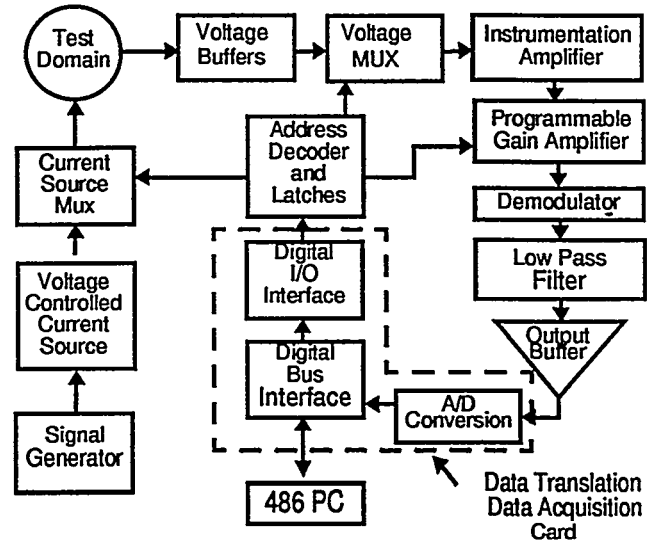 Test
Domain
Voltage
Buffers
Voltage
MUX
Instrumentation
Amplifier
Address
Decoder
and
Latches
Programmable
Gain Amplifier
Current
Source
Mux
Demodulator
Digital
I/O
Interface
Low Pass
Filter
Voltage
Controlled
Current
Source
Output
Buffer
Digital
Bus
Interface
A/D
Conversion
Signal
Generator
486 PC
Data Translation
Data Acquisition
Card